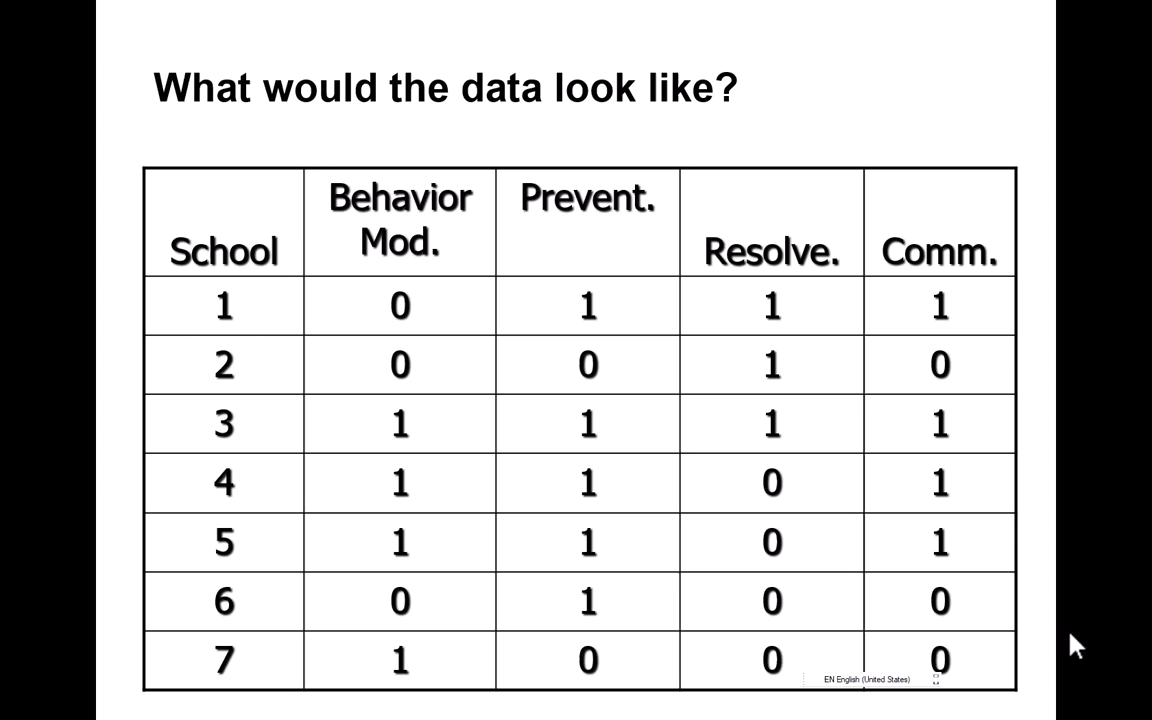 What would the data look like?
School Behavior Mod. Prevent. Resolve. Comm.
1 0 1 1 1
2 0 0 1 0
3 1 1 1 1
4 1 1 0 1
5 1 1 0 1
6 0 1 0 0
7 1 0 0 0
EN English (United States)